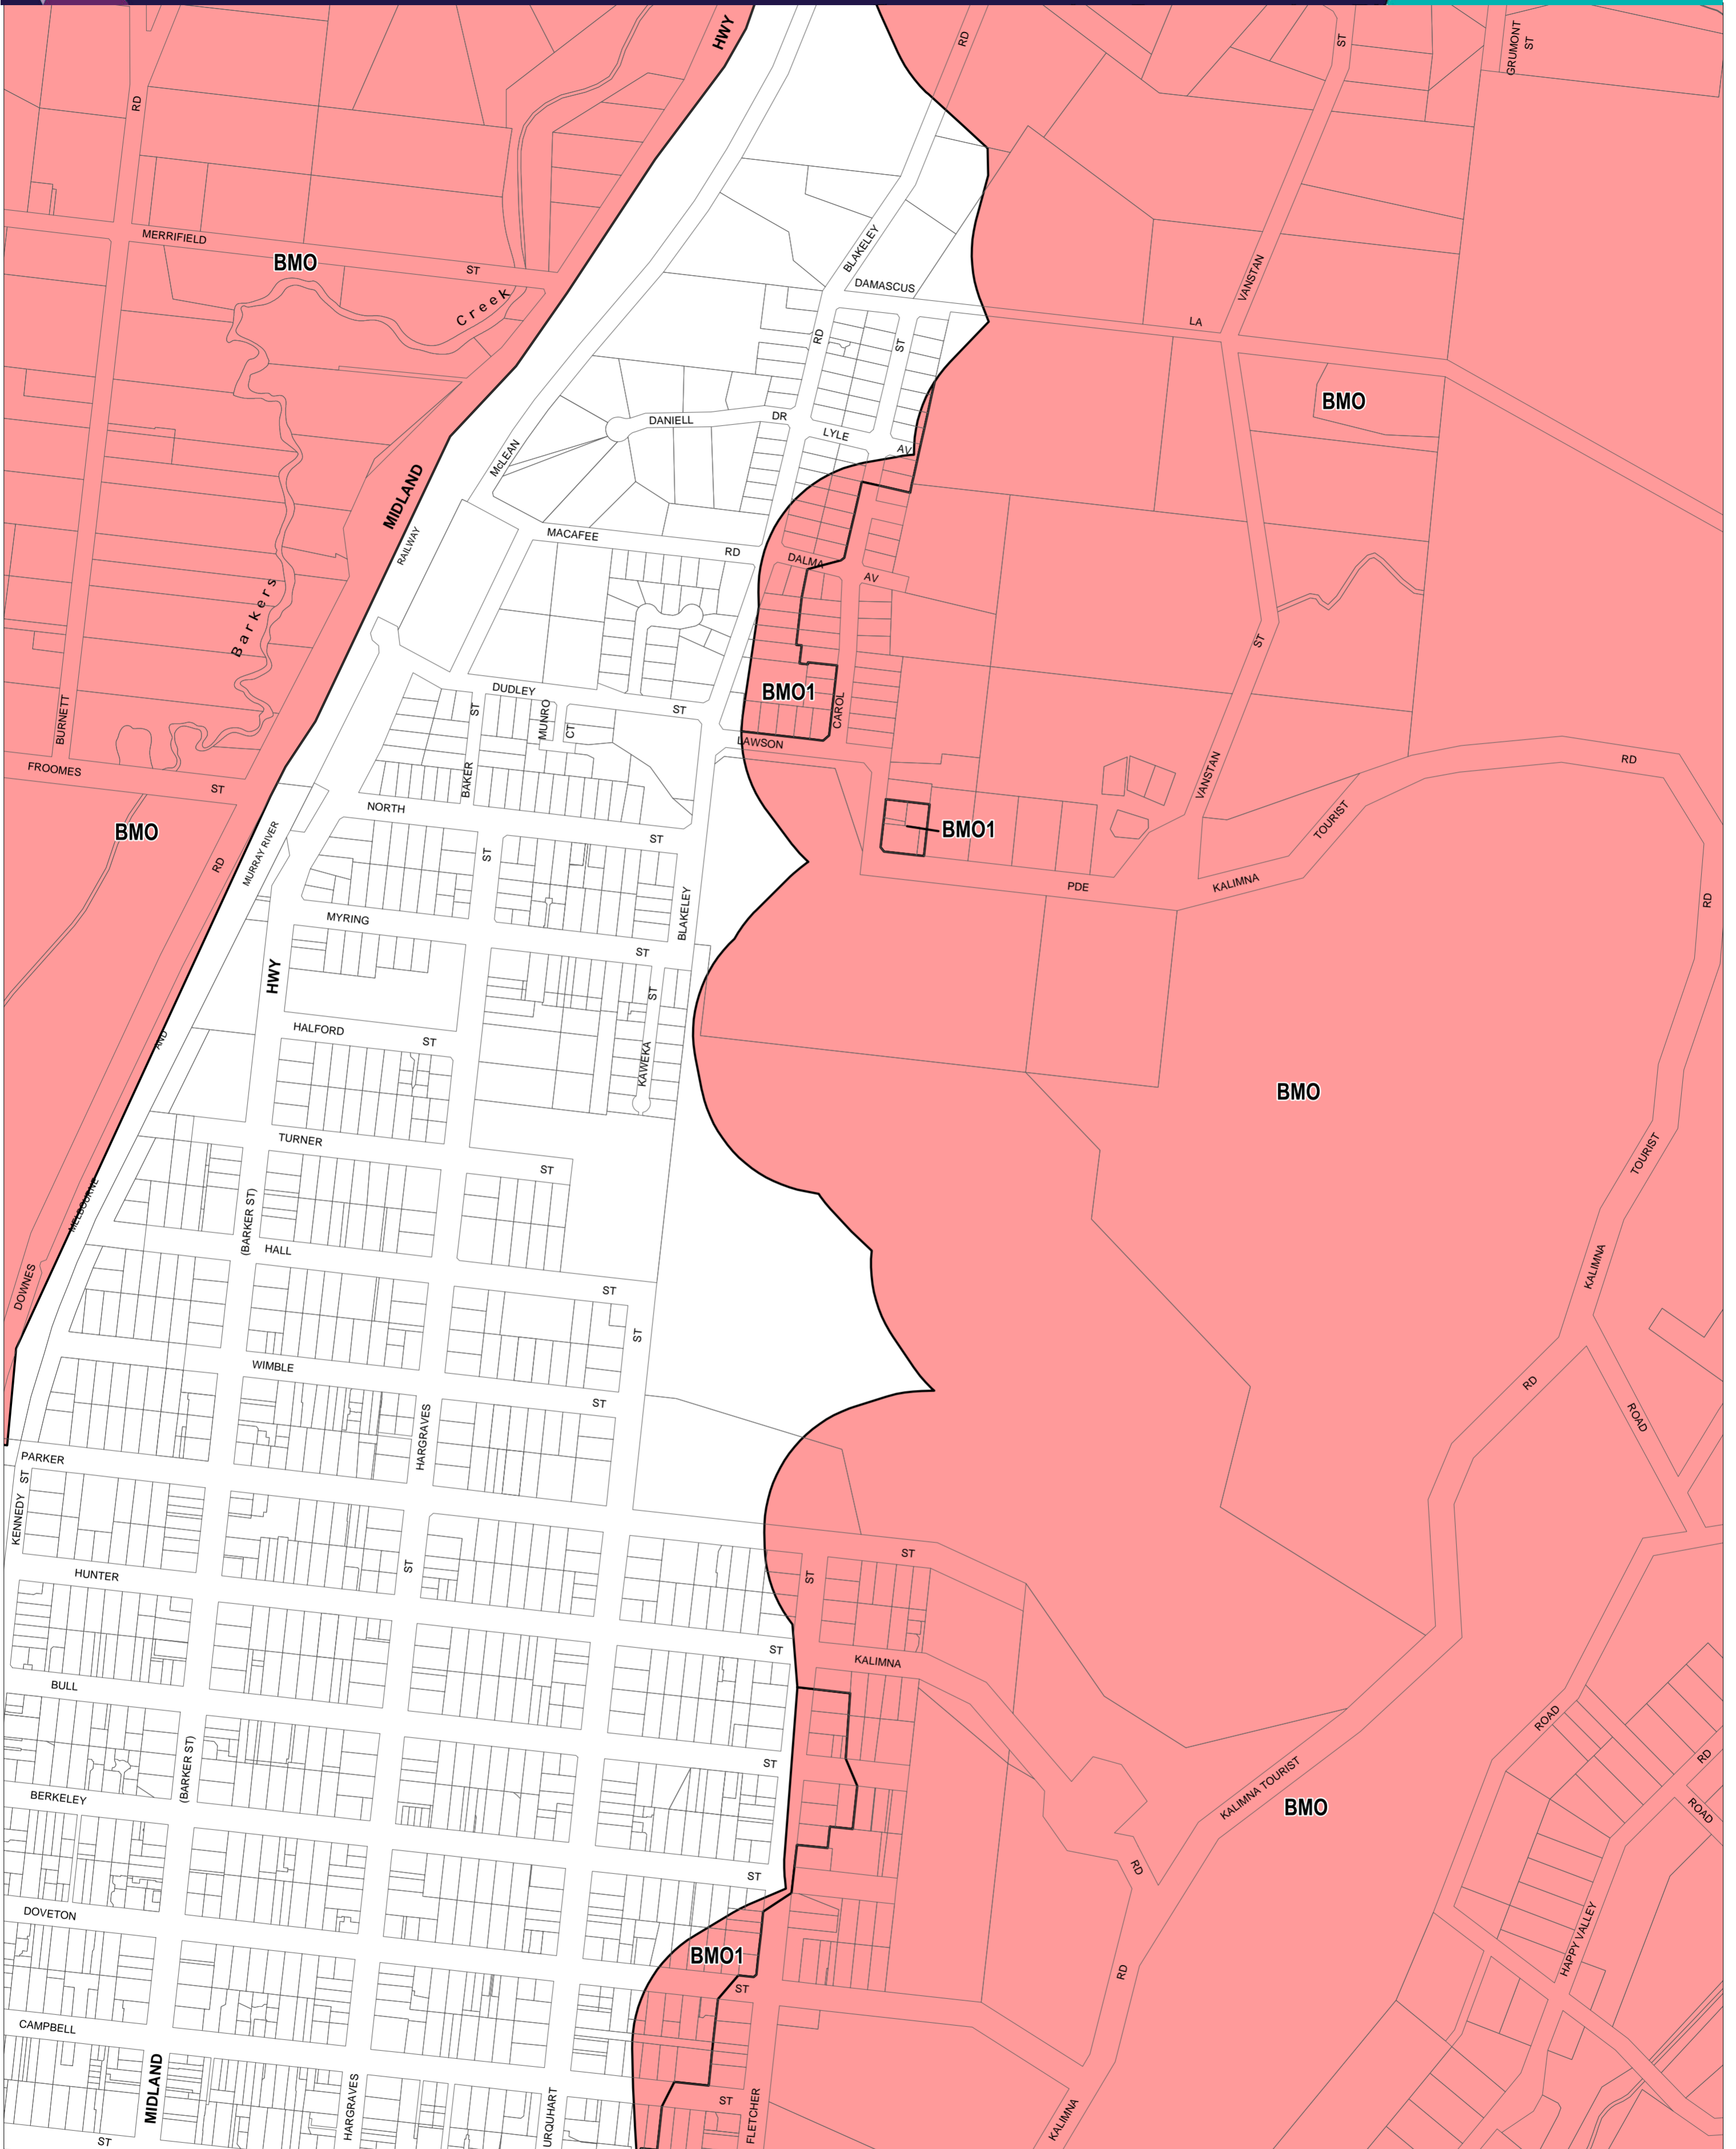 HWY
RD
ST
GRUMONT
ST
RD
MERRIFIELD
ST
BMO
Creek
BLAKELEY
DAMASCUS
VANSTAN
LA
RD
ST
BMO
DANIELL
DR
LYLE
AV
McLEAN
MIDLAND
RAILWAY
MACAFEE
RD
DALMA
AV
Barkers
ST
BURNETT
DUDLEY
ST
ST
MUNRO
CT
BMO1
CAROL
LAWSON
FROOMES
ST
BAKER
VANSTAN
RD
TOURIST
NORTH
ST
BMO
BMO1
MURRAY RIVER
RD
ST
PDE
KALIMNA
RD
MYRING
BLAKELEY
ST
HWY
ST
HALFORD
ST
AND
KAWEKA
BMO
TURNER
ST
TOURIST
MELBOURNE
(BARKER ST)
HALL
ST
KALIMNA
DOWNES
ST
WIMBLE
ST
RD
ROAD
HARGRAVES
PARKER
ST
KENNEDY
ST
ST
ST
HUNTER
ST
KALIMNA
BULL
ROAD
(BARKER ST)
ST
RD
KALIMNA TOURIST
BMO
ROAD
BERKELEY
ST
RD
DOVETON
HAPPY VALLEY
BMO1
ST
RD
CAMPBELL
MIDLAND
HARGRAVES
URQUHART
ST
FLETCHER
KALIMNA
ST